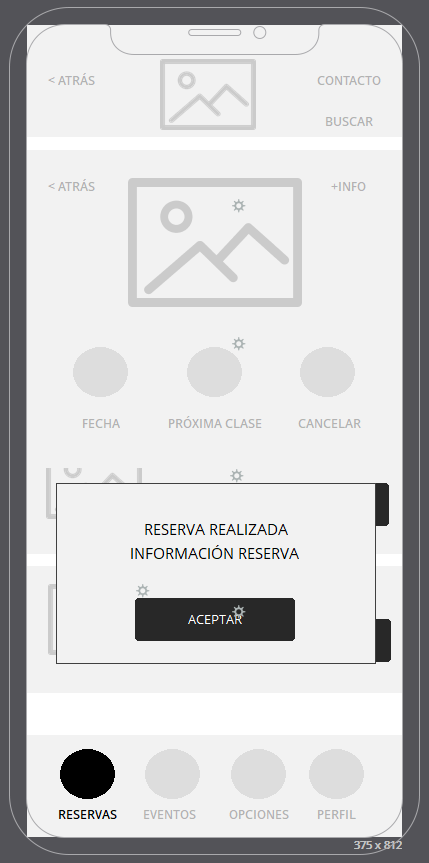 < ATRÁS
CONTACTO
BUSCAR
< ATRÁS
+INFO
FECHA
PRÓXIMA CLASE
CANCELAR
RESERVA REALIZADA
INFORMACIÓN RESERVA
ACEPTAR
RESERVAS
EVENTOS
OPCIONES
PERFIL
375 x 812